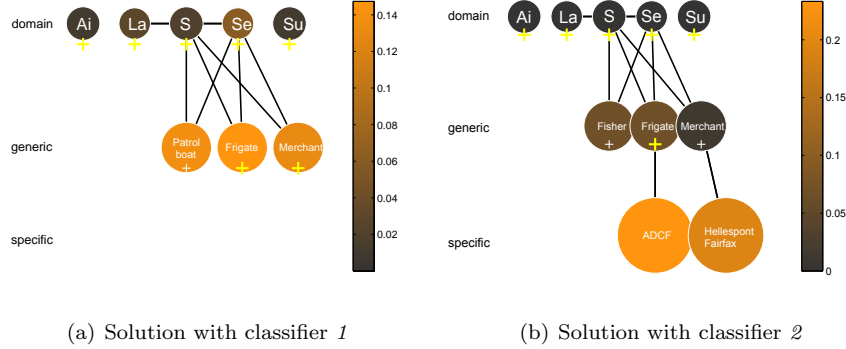 domain
Ai
La
S
Se
Su
generic
Patrol
boat
Frigate
Merchant
specific
0.14
0.12
0.1
0.08
0.06
0.04
0.02
(a) Solution with classifier 1
domain
Ai
La
S
Se
Su
generic
Fisher
Frigate
Merchant
specific
ADCF
Hellespont
Fairfax
0.2
0.15
0.1
0.05
0
(b) Solution with classifier 2